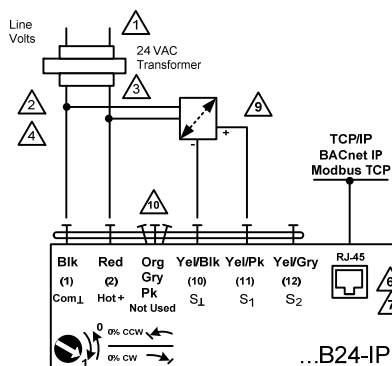 Line
Volts
1
24 VAC
Transformer
2
3
4
9
+
-
TCP/IP
BACnet IP
Modbus TCP
10
Blk
(1)
Com⊥
Red
(2)
Hot +
Org
Gry
Pk
Not Used
Yel/Blk
(10)
S⊥
Yel/Pk
(11)
S1
Yel/Gry
(12)
S2
RJ-45
6
7
0
0% CCW
0% CW
1
...B24-IP